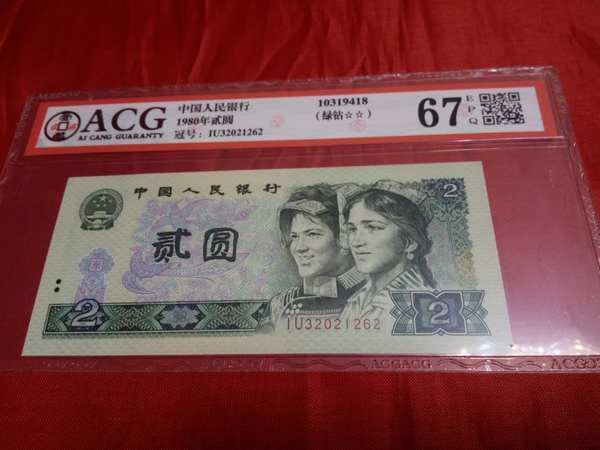 ACG
AI CANG GUARANTY
中国人民银行
1980年贰圆
冠号: IU32021262
10319418
(绿钻☆☆)
67
EPQ
中国人民银行
贰圆
2
2
2
IU32021262
ACGACG